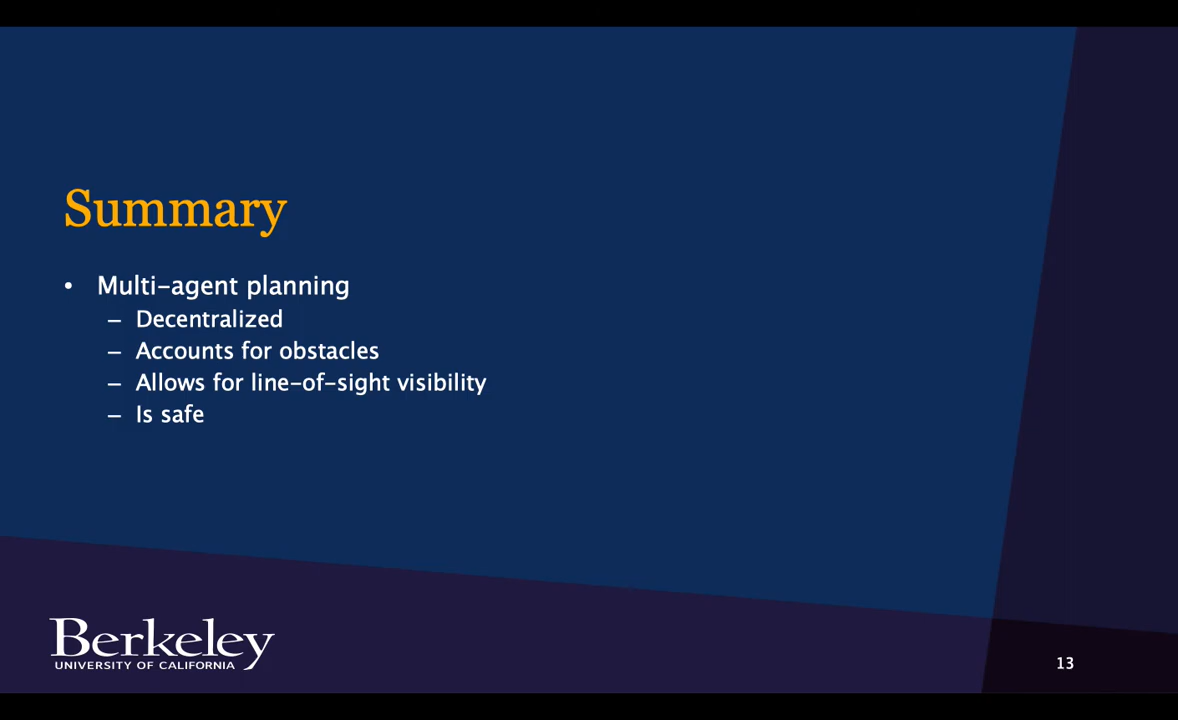 Summary
• Multi-agent planning
– Decentralized
– Accounts for obstacles
– Allows for line-of-sight visibility
– Is safe
Berkeley
UNIVERSITY OF CALIFORNIA
13